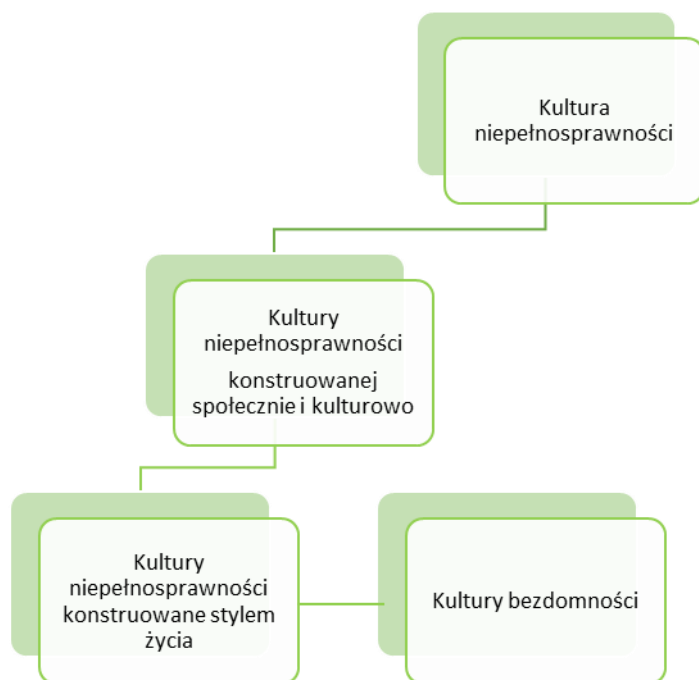 Kultura
niepełnosprawności
Kultury
niepełnosprawności
konstruowanej
społecznie i kulturowo
Kultury
niepełnosprawności
konstruowane stylem
życia
Kultury bezdomności